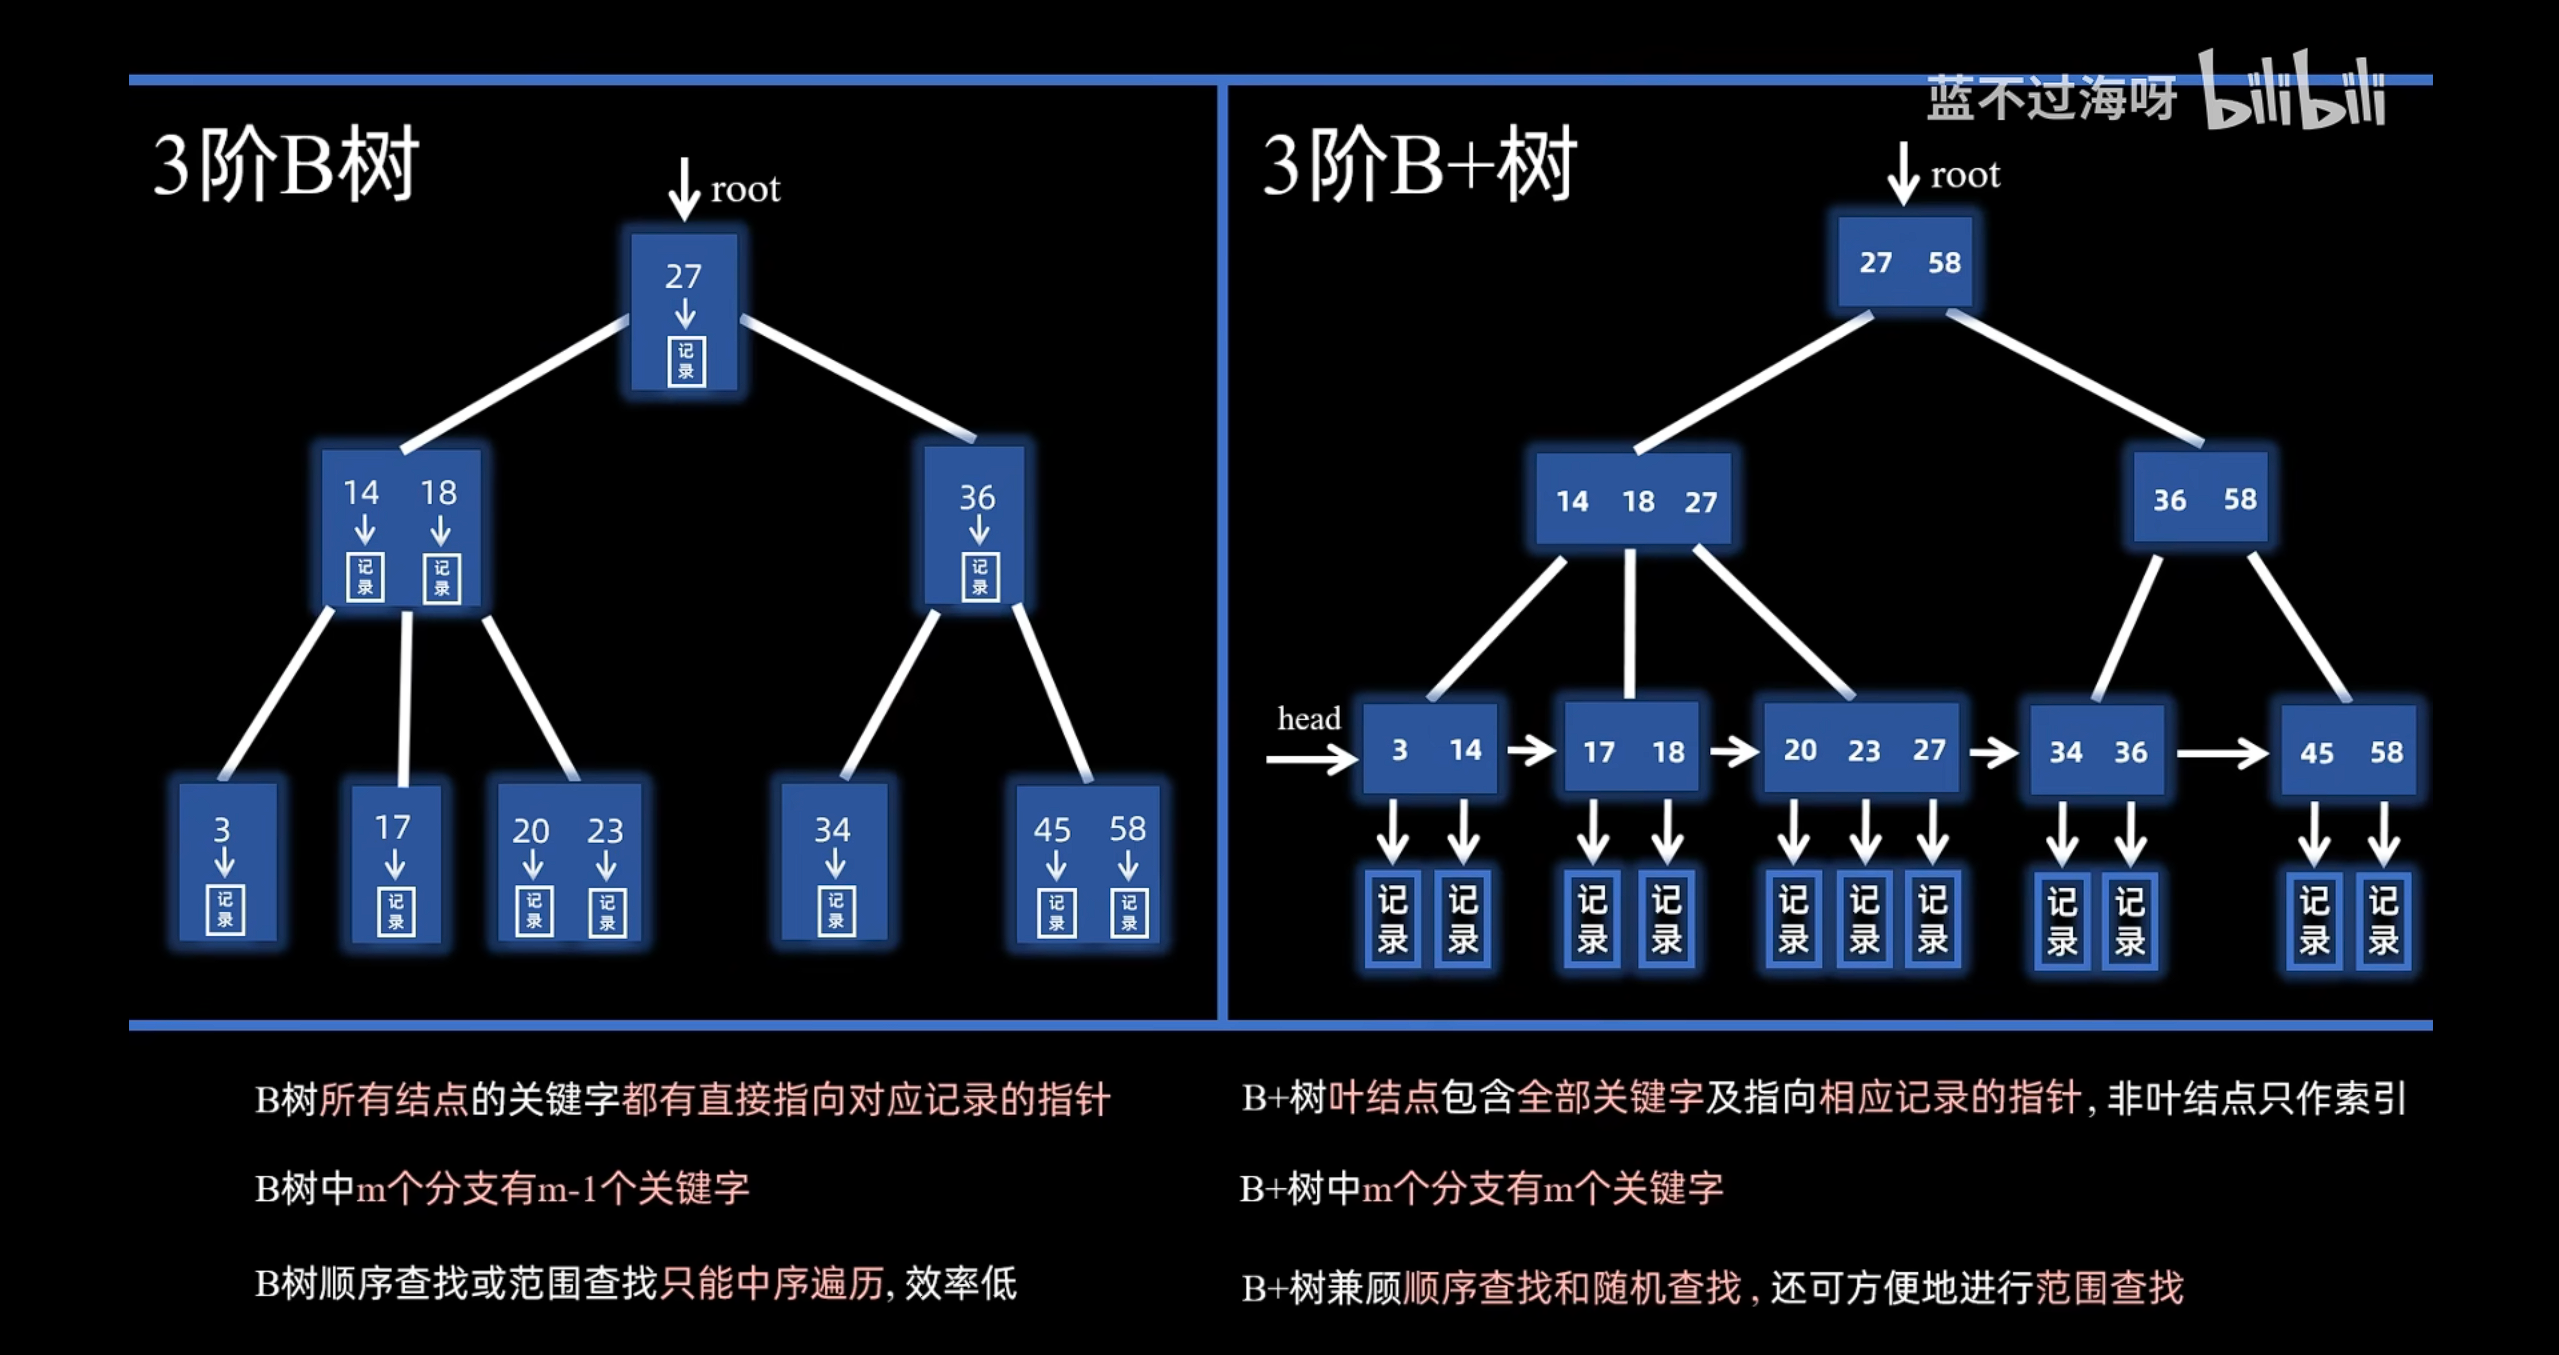 蓝不过海呀 bilibili
3阶B树
root
27
记录
14 18
记录 记录
36
记录
3
记录
17
记录
20 23
记录 记录
34
记录
45 58
记录 记录
3阶B+树
root
27 58
14 18 27
36 58
head
3 14
17 18
20 23 27
34 36
45 58
记录 记录 记录 记录 记录 记录 记录 记录 记录 记录 记录
B树所有结点的关键字都有直接指向对应记录的指针
B树中m个分支有m-1个关键字
B树顺序查找或范围查找只能中序遍历, 效率低
B+树叶结点包含全部关键字及指向相应记录的指针, 非叶结点只作索引
B+树中m个分支有m个关键字
B+树兼顾顺序查找和随机查找, 还可方便地进行范围查找